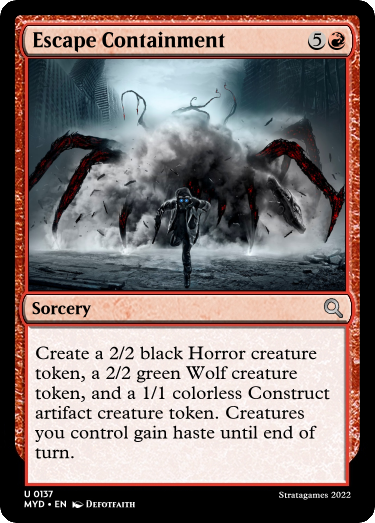 Escape Containment 5
Sorcery
Create a 2/2 black Horror creature
token, a 2/2 green Wolf creature
token, and a 1/1 colorless Construct
artifact creature token. Creatures
you control gain haste until end of
turn.
U 0137
MYD • EN DEFOTFAITH
Stratagames 2022